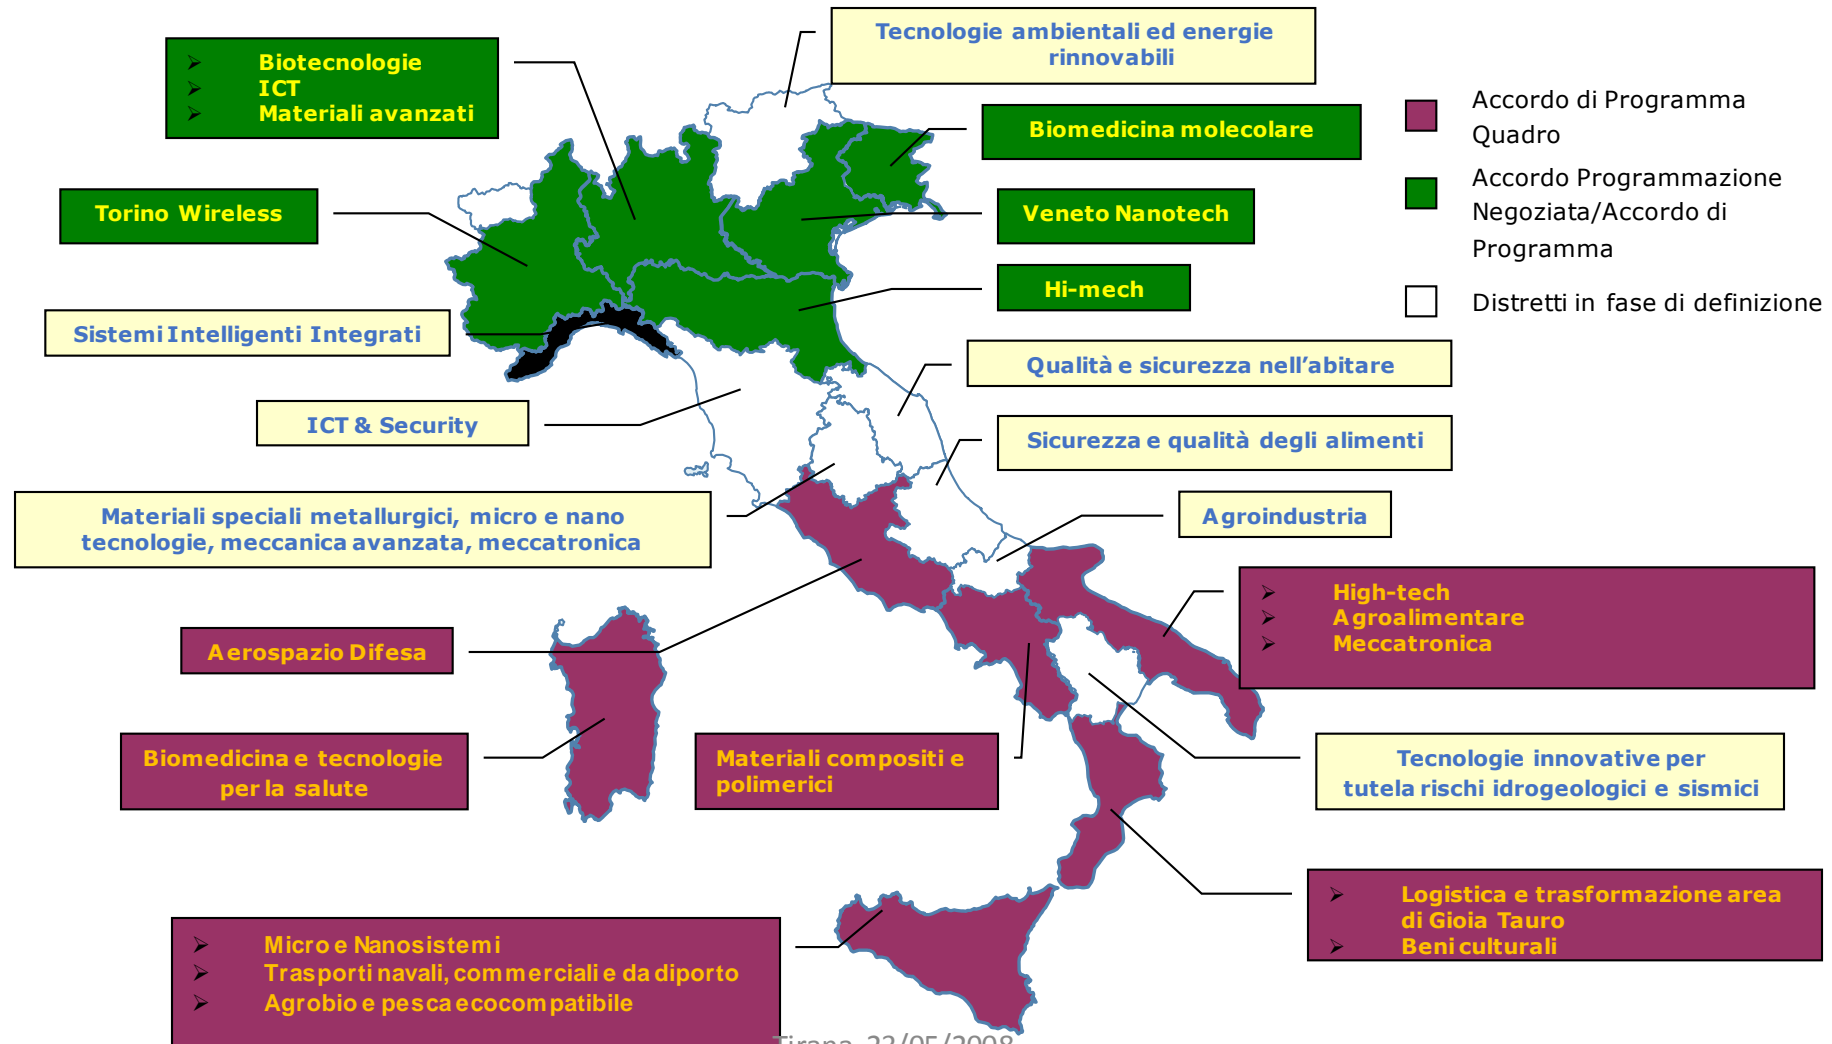 Tecnologie ambientali ed energie
rinnovabili
➢ Biotecnologie
➢ ICT
➢ Materiali avanzati
Accordo di Programma
Quadro
Accordo Programmazione
Negoziata/Accordo di
Programma
Distretti in fase di definizione
Biomedicina molecolare
Torino Wireless
Veneto Nanotech
Hi-mech
Sistemi Intelligenti Integrati
Qualità e sicurezza nell’abitare
ICT & Security
Sicurezza e qualità degli alimenti
Materiali speciali metallurgici, micro e nano
tecnologie, meccanica avanzata, meccatronica
Agroindustria
➢ High-tech
➢ Agroalimentare
➢ Meccatronica
Aerospazio Difesa
Biomedicina e tecnologie
per la salute
Materiali compositi e
polimerici
Tecnologie innovative per
tutela rischi idrogeologici e sismici
➢ Logistica e trasformazione area
di Gioia Tauro
➢ Beni culturali
➢ Micro e Nanosistemi
➢ Trasporti navali, commerciali e da diporto
➢ Agrobio e pesca ecocompatibile
Tirana 23/05/2008